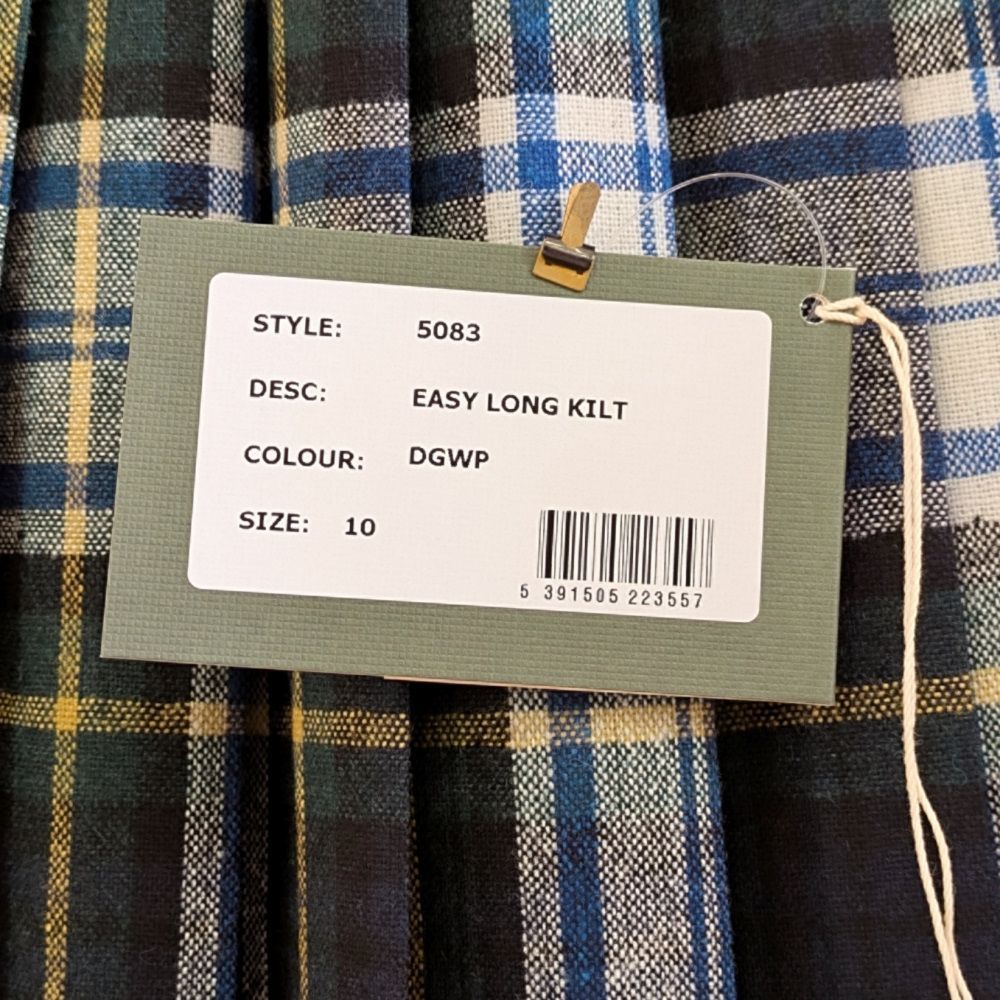 STYLE: 5083
DESC: EASY LONG KILT
COLOUR: DGWP
SIZE: 10
5 391505 223557